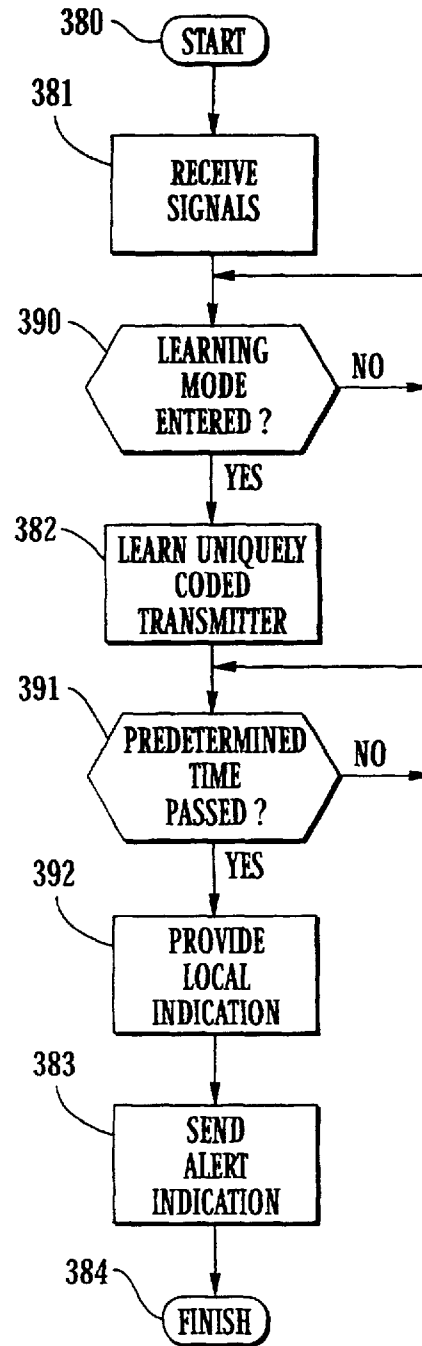 380
START
381
RECEIVE
SIGNALS
390
LEARNING
MODE
ENTERED ?
NO
YES
382
LEARN UNIQUELY
CODED
TRANSMITTER
391
PREDETERMINED
TIME
PASSED ?
NO
YES
392
PROVIDE
LOCAL
INDICATION
383
SEND
ALERT
INDICATION
384
FINISH